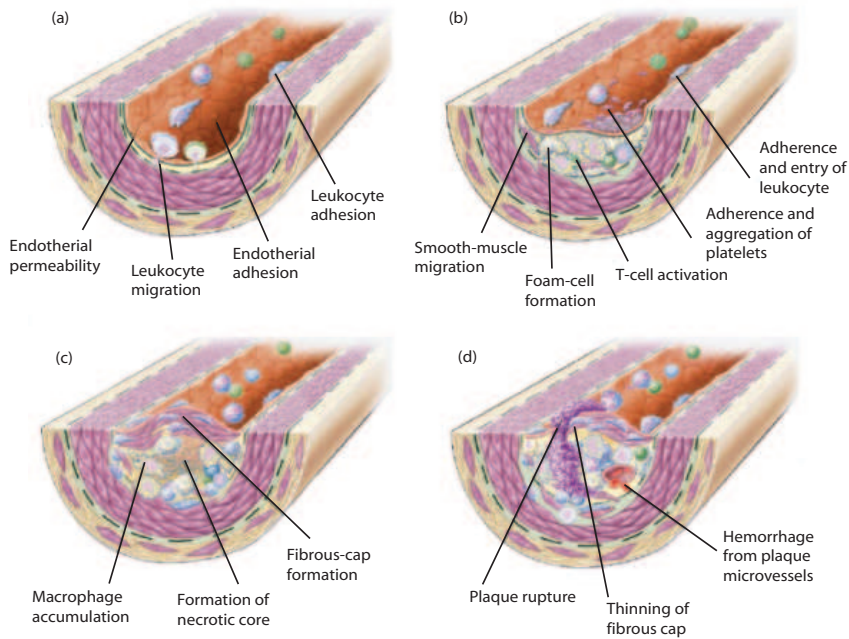 (a)
Leukocyte
adhesion
Endotherial
permeability
Leukocyte
migration
Endotherial
adhesion
(b)
Adherence
and entry of
leukocyte
Adherence and
aggregation of
platelets
Smooth-muscle
migration
Foam-cell
formation
T-cell activation
(c)
Fibrous-cap
formation
Macrophage
accumulation
Formation of
necrotic core
(d)
Hemorrhage
from plaque
microvessels
Plaque rupture
Thinning of
fibrous cap